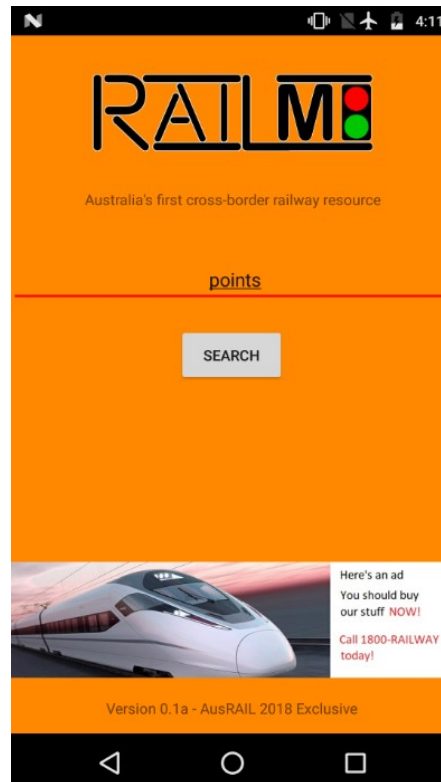 4:11
RAILMI
Australia's first cross-border railway resource
points
SEARCH
Here's an ad
You should buy
our stuff NOW!
Call 1800-RAILWAY
today!
Version 0.1a - AusRAIL 2018 Exclusive